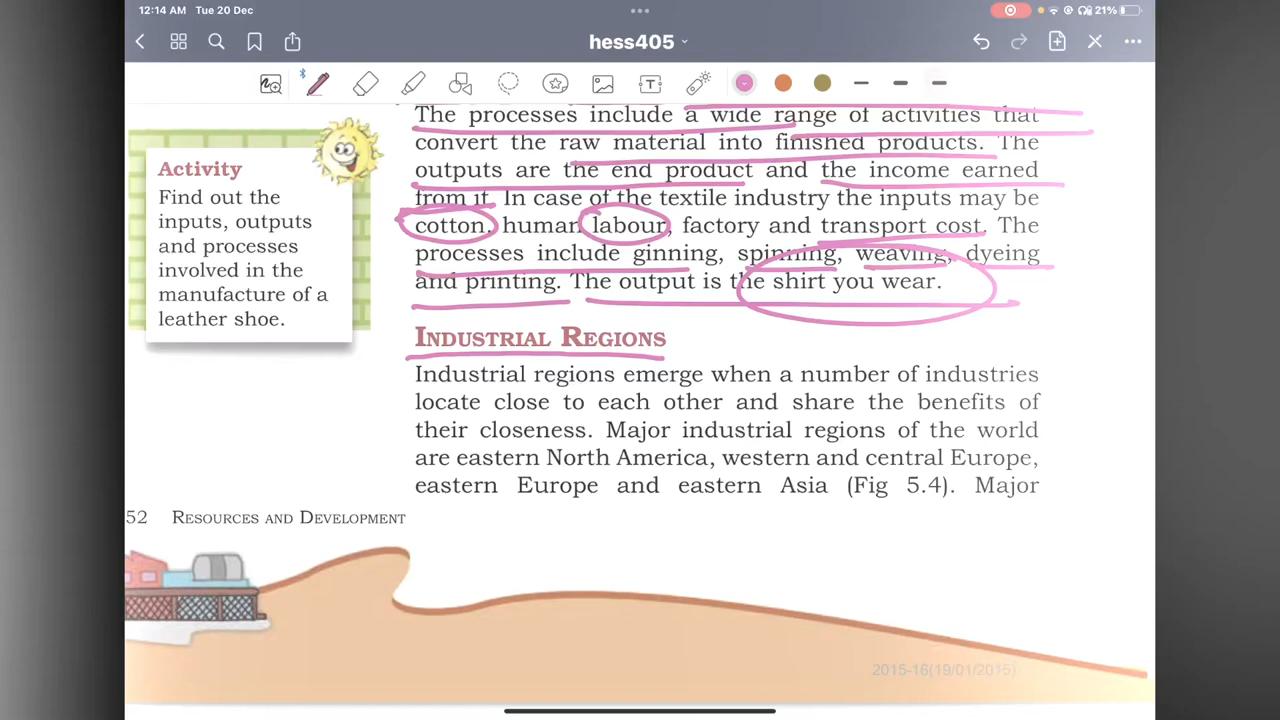 12:14 AM Tue 20 Dec
21%
hess405
T
The processes include a wide range of activities that
convert the raw material into finished products. The
outputs are the end product and the income earned
from it. In case of the textile industry the inputs may be
cotton, human labour, factory and transport cost. The
processes include ginning, spinning, weaving, dyeing
and printing. The output is the shirt you wear.
Activity
Find out the
inputs, outputs
and processes
involved in the
manufacture of a
leather shoe.
INDUSTRIAL REGIONS
Industrial regions emerge when a number of industries
locate close to each other and share the benefits of
their closeness. Major industrial regions of the world
are eastern North America, western and central Europe,
eastern Europe and eastern Asia (Fig 5.4). Major
52 RESOURCES AND DEVELOPMENT
2015-16(19/01/2015)